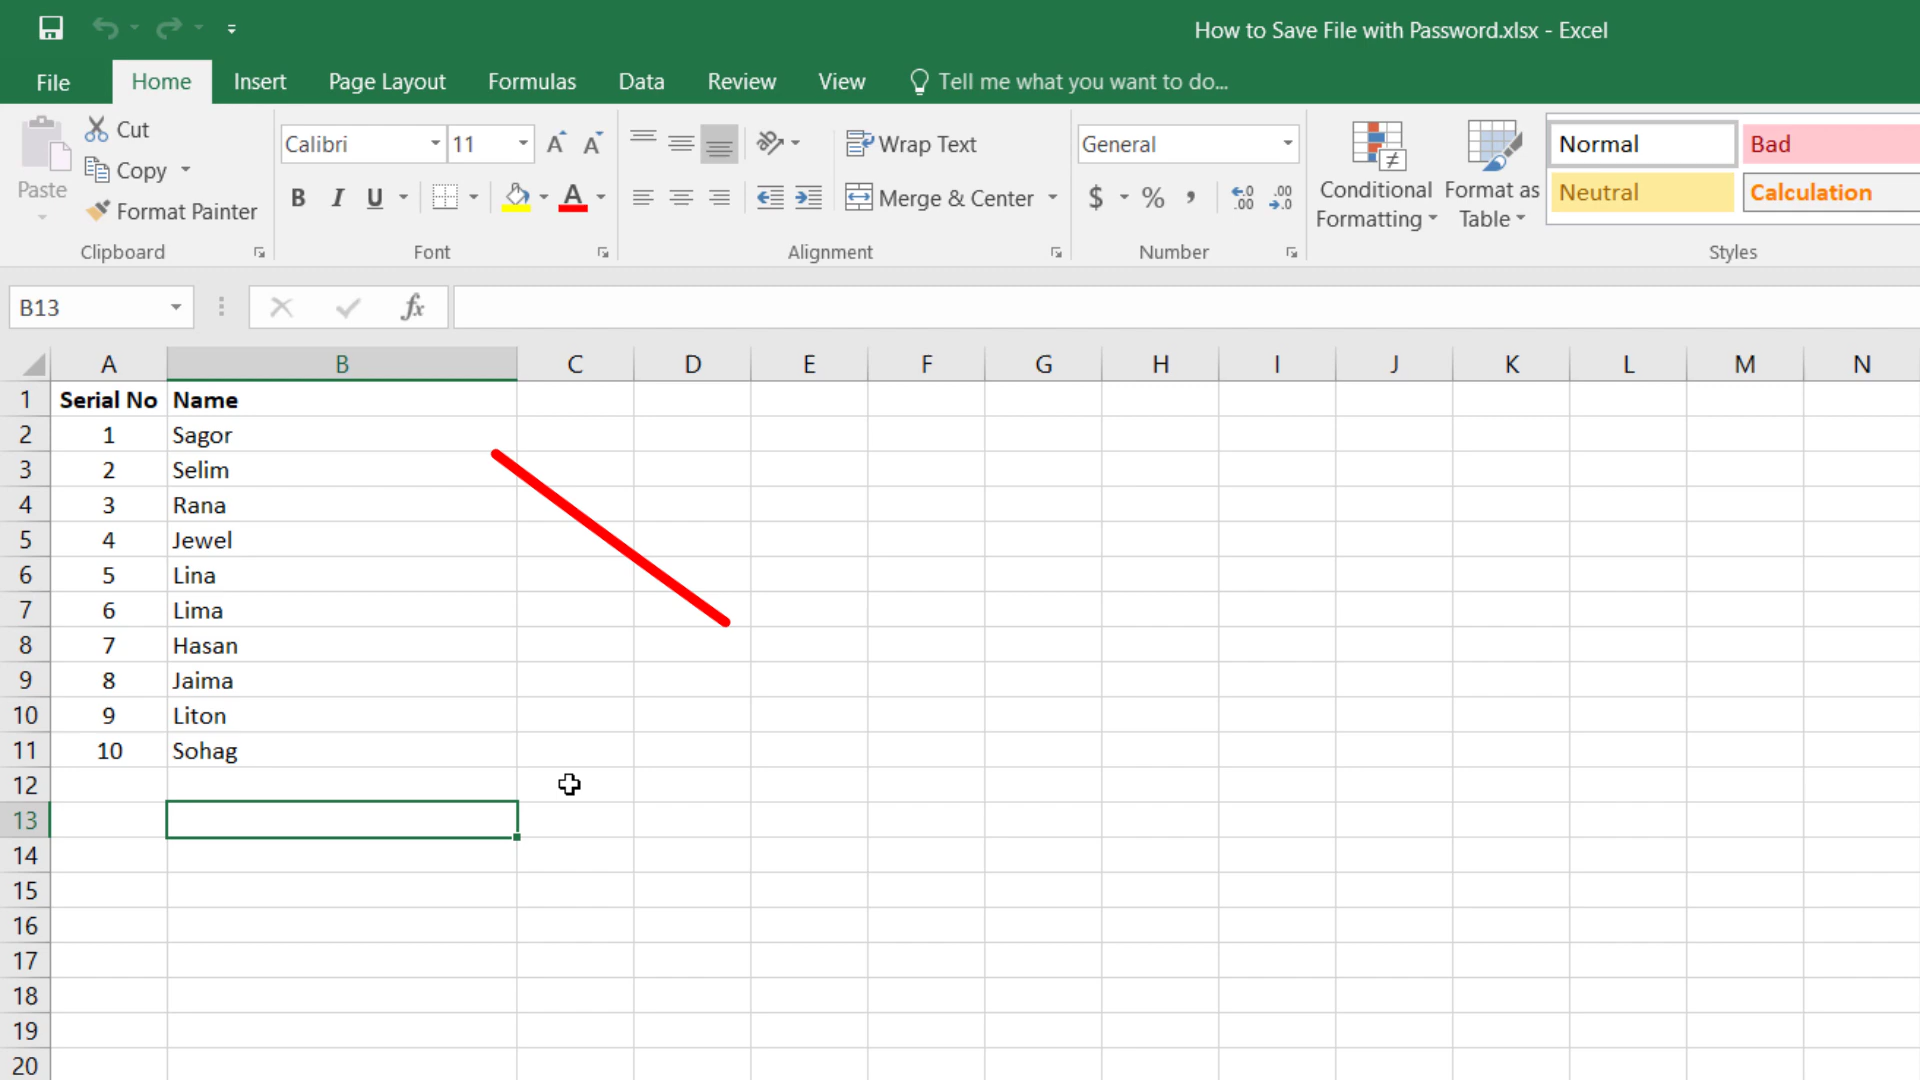 How to Save File with Password.xlsx - Excel
File Home Insert Page Layout Formulas Data Review View Tell me what you want to do...
Paste
Cut
Copy
Format Painter
Clipboard
Calibri 11
B I U A
Font
Wrap Text
Merge & Center
Alignment
General
$ % ,
←.0 .00 .00 →.0
Number
Conditional Formatting
Format as Table
Normal Bad
Neutral Calculation
Styles
B13 fx
A B C D E F G H I J K L M N
1 Serial No Name
2 1 Sagor
3 2 Selim
4 3 Rana
5 4 Jewel
6 5 Lina
7 6 Lima
8 7 Hasan
9 8 Jaima
10 9 Liton
11 10 Sohag
12
13
14
15
16
17
18
19
20